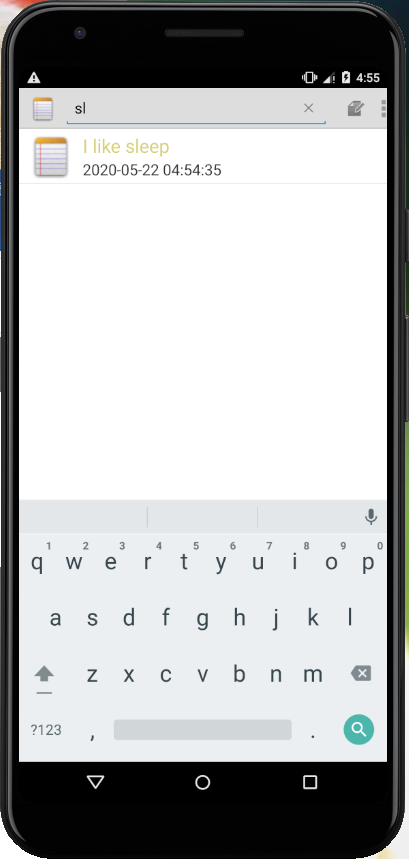 4:55
sl
I like sleep
2020-05-22 04:54:35
1 2 3 4 5 6 7 8 9 0
q w e r t y u i o p
a s d f g h j k l
z x c v b n m
?123 , .